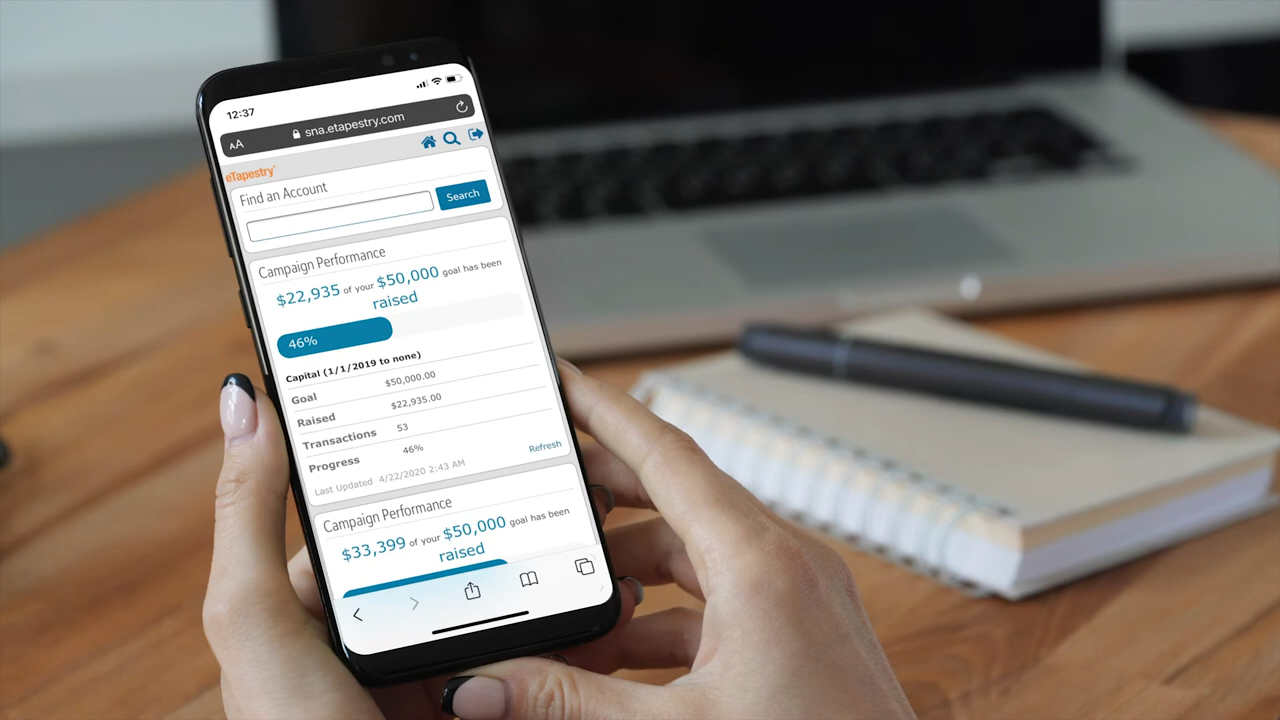 12:37
AA sna.etapestry.com
eTapestry
Find an Account
Search
Campaign Performance
$22,935 of your $50,000 goal has been
raised
46%
Capital (1/1/2019 to none)
Goal $50,000.00
Raised $22,935.00
Transactions 53
Progress 46%
Last Updated 4/22/2020 2:43 AM Refresh
Campaign Performance
$33,399 of your $50,000 goal has been
raised